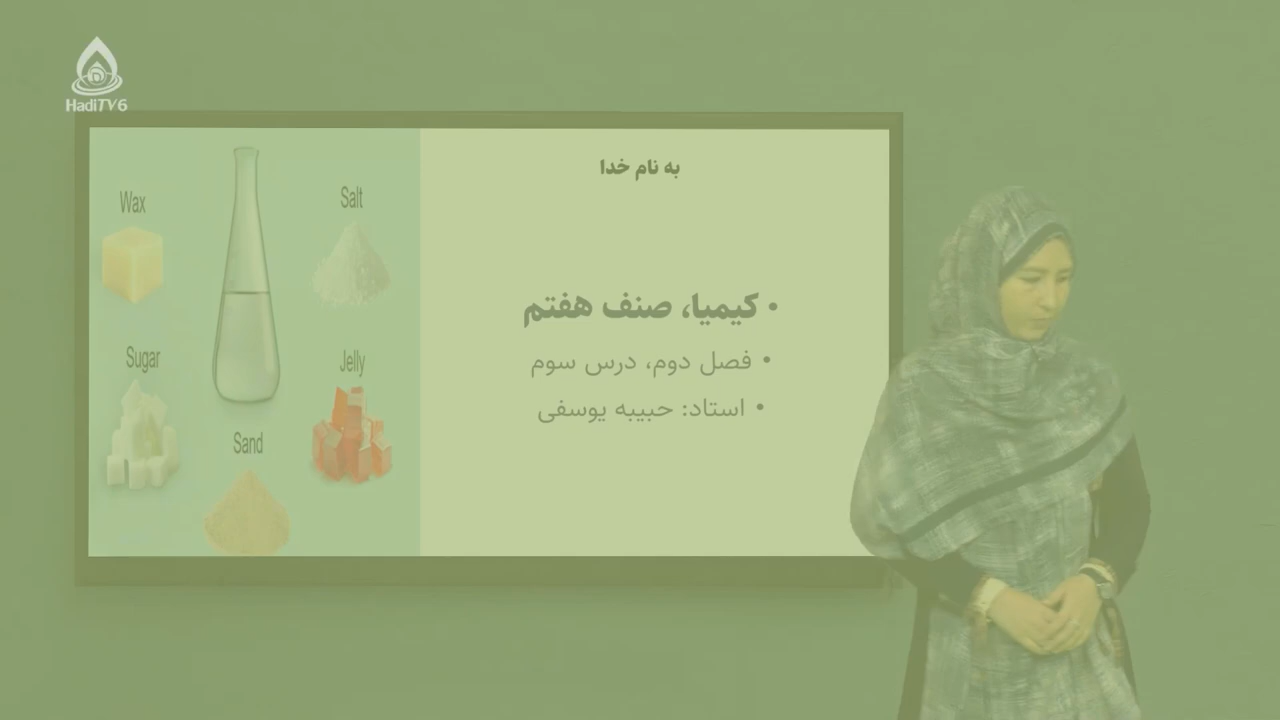 HadiTV6
به نام خدا
• کیمیا، صنف هفتم
• فصل دوم، درس سوم
• استاد: حبیبه یوسفی
Wax
Salt
Sugar
Jelly
Sand